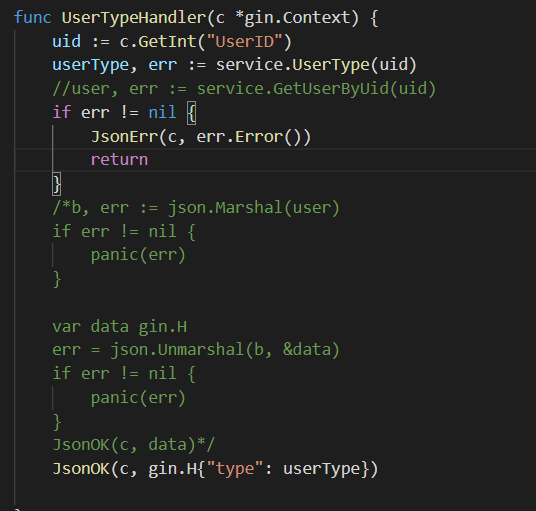 func UserTypeHandler(c *gin.Context) {
    uid := c.GetInt("UserID")
    userType, err := service.UserType(uid)
    //user, err := service.GetUserByUid(uid)
    if err != nil {
        JsonErr(c, err.Error())
        return
    }
    /*b, err := json.Marshal(user)
    if err != nil {
        panic(err)
    }

    var data gin.H
    err = json.Unmarshal(b, &data)
    if err != nil {
        panic(err)
    }
    JsonOK(c, data)*/
    JsonOK(c, gin.H{"type": userType})